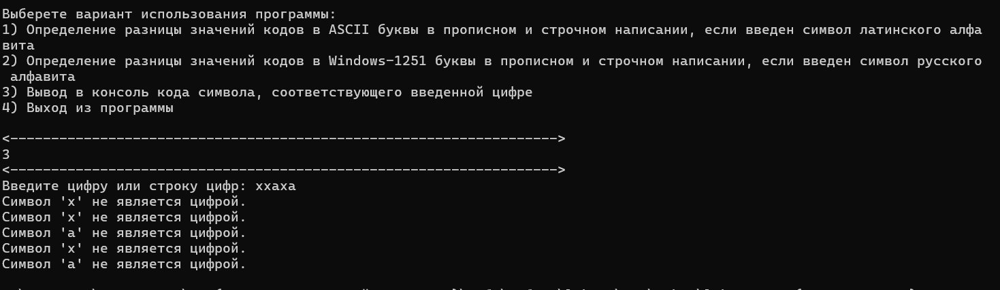 Выберете вариант использования программы:
1) Определение разницы значений кодов в ASCII буквы в прописном и строчном написании, если введен символ латинского алфа
вита
2) Определение разницы значений кодов в Windows-1251 буквы в прописном и строчном написании, если введен символ русского
 алфавита
3) Вывод в консоль кода символа, соответствующего введенной цифре
4) Выход из программы
<------------------------------------------------------------------->
3
<------------------------------------------------------------------->
Введите цифру или строку цифр: ххаха
Символ 'х' не является цифрой.
Символ 'х' не является цифрой.
Символ 'а' не является цифрой.
Символ 'х' не является цифрой.
Символ 'а' не является цифрой.